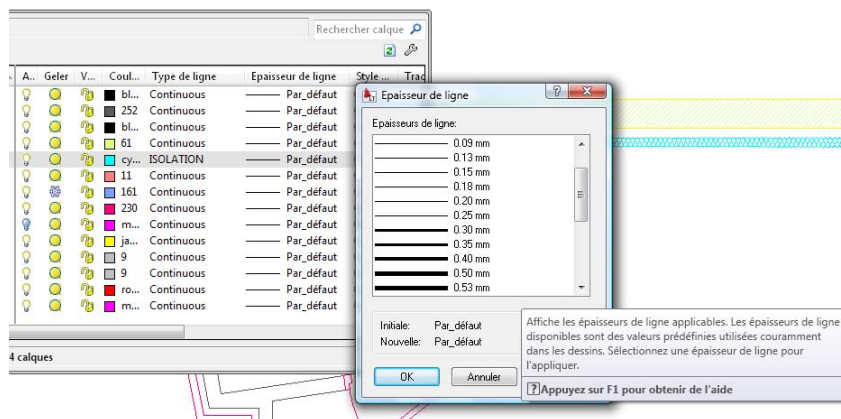 Rechercher calque
A.. Geler V... Coul... Type de ligne Epaisseur de ligne Style ... Trac
bl... Continuous Par_défaut
252 Continuous Par_défaut
bl... Continuous Par_défaut
61 Continuous Par_défaut
cy... ISOLATION Par_défaut
11 Continuous Par_défaut
161 Continuous Par_défaut
230 Continuous Par_défaut
m... Continuous Par_défaut
ja... Continuous Par_défaut
9 Continuous Par_défaut
9 Continuous Par_défaut
ro... Continuous Par_défaut
m... Continuous Par_défaut
4 calques
Epaisseur de ligne
Epaisseurs de ligne:
0.09 mm
0.13 mm
0.15 mm
0.18 mm
0.20 mm
0.25 mm
0.30 mm
0.35 mm
0.40 mm
0.50 mm
0.53 mm
Initiale: Par_défaut
Nouvelle: Par_défaut
OK Annuler
Affiche les épaisseurs de ligne applicables. Les épaisseurs de ligne
disponibles sont des valeurs prédéfinies utilisées couramment
dans les dessins. Sélectionnez une épaisseur de ligne pour
l'appliquer.
Appuyez sur F1 pour obtenir de l'aide